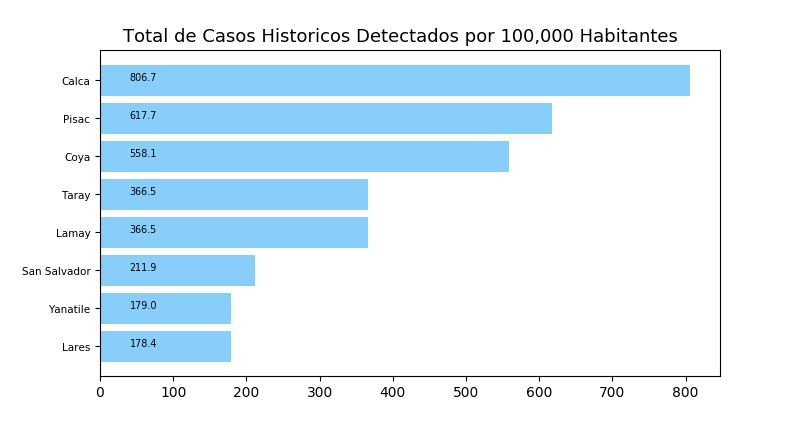 Total de Casos Historicos Detectados por 100,000 Habitantes
Calca 806.7
Pisac 617.7
Coya 558.1
Taray 366.5
Lamay 366.5
San Salvador 211.9
Yanatile 179.0
Lares 178.4
0 100 200 300 400 500 600 700 800